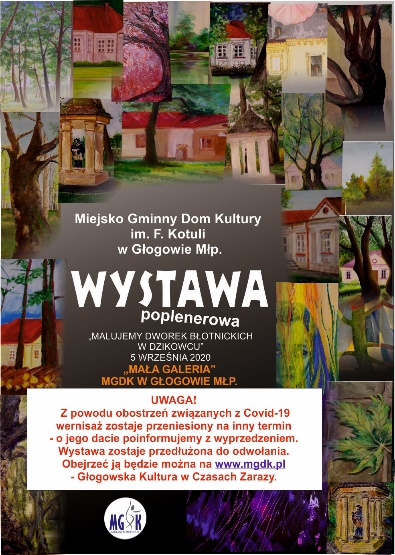 Miejsko Gminny Dom Kultury
im. F. Kotuli
w Głogowie Młp.
WYSTAWA
poplenerowa
„MALUJEMY DWOREK BŁOTNICKICH
W DZIKOWCU”
5 WRZEŚNIA 2020
„MAŁA GALERIA”
MGDK W GŁOGOWIE MŁP.
UWAGA!
Z powodu obostrzeń związanych z Covid-19
wernisaż zostaje przeniesiony na inny termin
- o jego dacie poinformujemy z wyprzedzeniem.
Wystawa zostaje przedłużona do odwołania.
Obejrzeć ją będzie można na www.mgdk.pl
- Głogowska Kultura w Czasach Zarazy.
MGDK